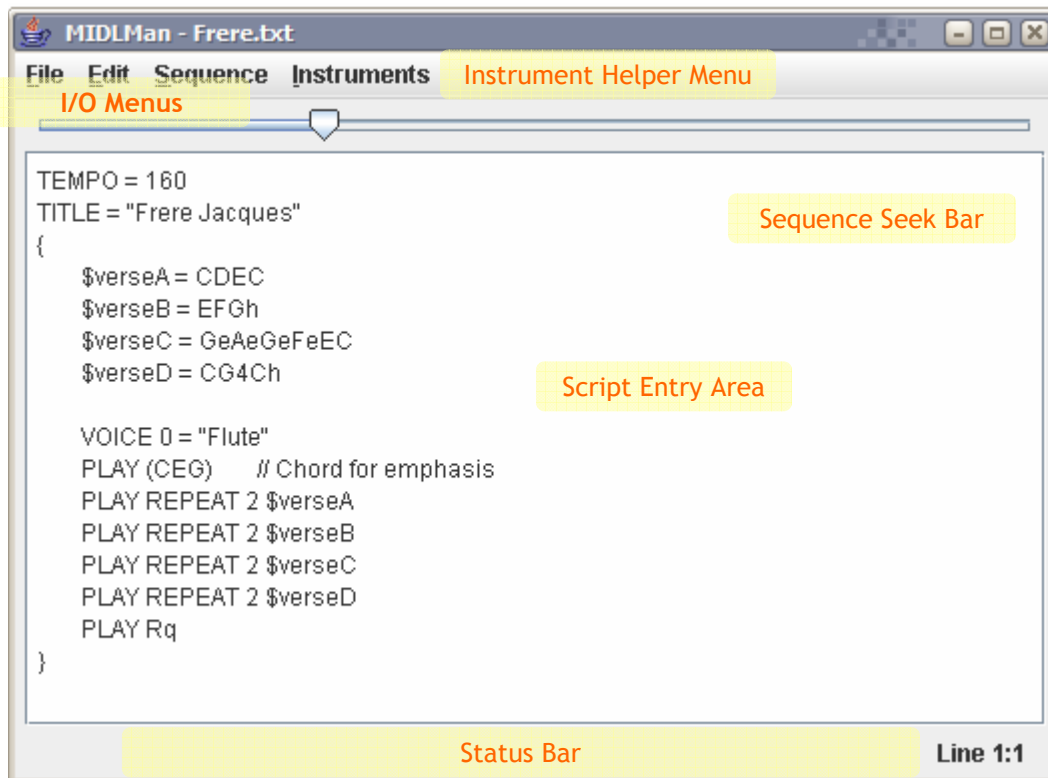 MIDLMan - Frere.txt
File Edit Sequence Instruments Instrument Helper Menu
I/O Menus
TEMPO = 160
TITLE = "Frere Jacques"
Sequence Seek Bar
{
$verseA = CDEC
$verseB = EFGh
$verseC = GeAeGeFeEC
$verseD = CG4Ch
Script Entry Area
VOICE 0 = "Flute"
PLAY (CEG) // Chord for emphasis
PLAY REPEAT 2 $verseA
PLAY REPEAT 2 $verseB
PLAY REPEAT 2 $verseC
PLAY REPEAT 2 $verseD
PLAY Rq
}
Status Bar Line 1:1